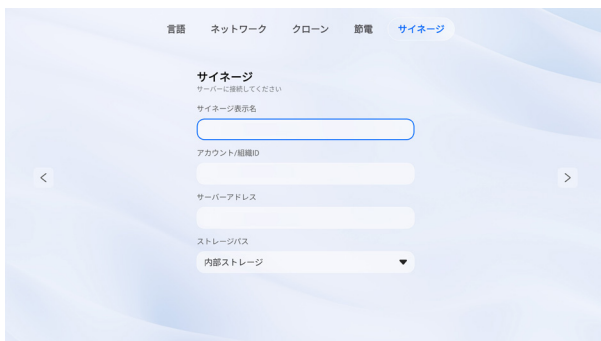 言語 ネットワーク クローン 節電 サイネージ
サイネージ
サーバーに接続してください
サイネージ表示名
アカウント/組織ID
サーバーアドレス
ストレージパス
内部ストレージ